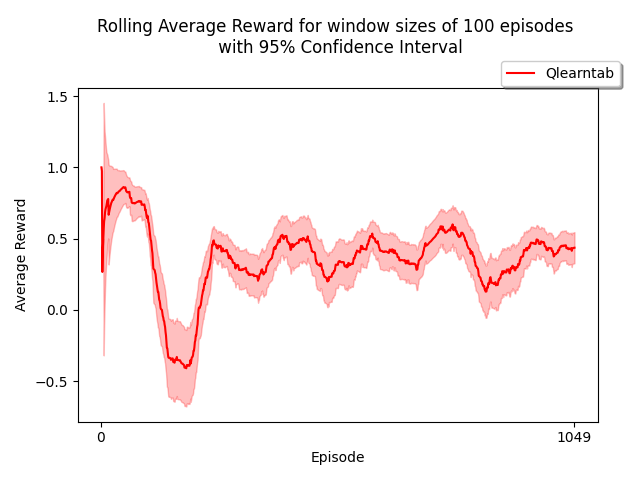 Rolling Average Reward for window sizes of 100 episodes
with 95% Confidence Interval
Qlearntab
1.5
1.0
0.5
0.0
−0.5
Average Reward
0
1049
Episode